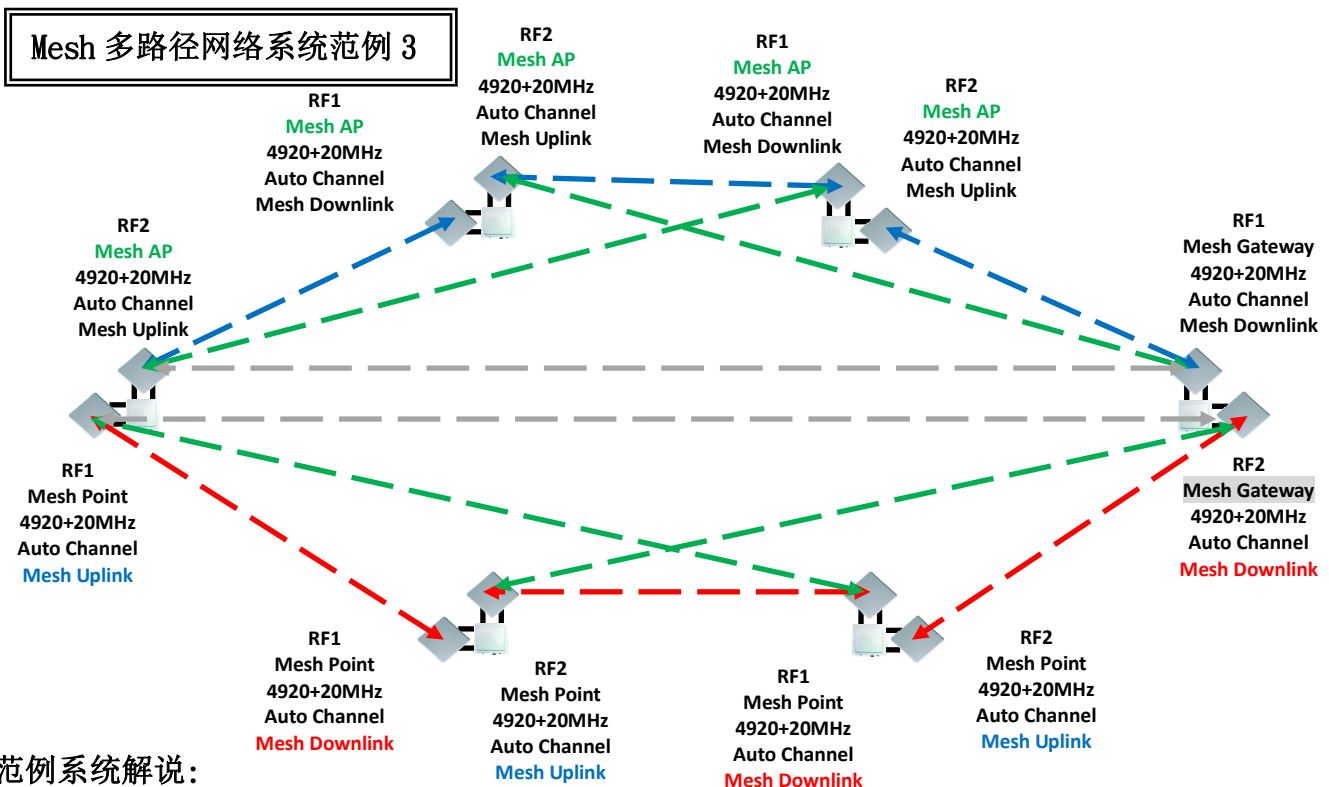 Mesh 多路径网络系统范例 3
RF2
Mesh AP
4920+20MHz
Auto Channel
Mesh Uplink
RF1
Mesh AP
4920+20MHz
Auto Channel
Mesh Downlink
RF2
Mesh AP
4920+20MHz
Auto Channel
Mesh Uplink
RF1
Mesh AP
4920+20MHz
Auto Channel
Mesh Downlink
RF2
Mesh AP
4920+20MHz
Auto Channel
Mesh Uplink
RF1
Mesh Gateway
4920+20MHz
Auto Channel
Mesh Downlink
RF1
Mesh Point
4920+20MHz
Auto Channel
Mesh Uplink
RF2
Mesh Gateway
4920+20MHz
Auto Channel
Mesh Downlink
RF1
Mesh Point
4920+20MHz
Auto Channel
Mesh Downlink
RF2
Mesh Point
4920+20MHz
Auto Channel
Mesh Uplink
RF1
Mesh Point
4920+20MHz
Auto Channel
Mesh Downlink
RF2
Mesh Point
4920+20MHz
Auto Channel
Mesh Uplink
范例系统解说: